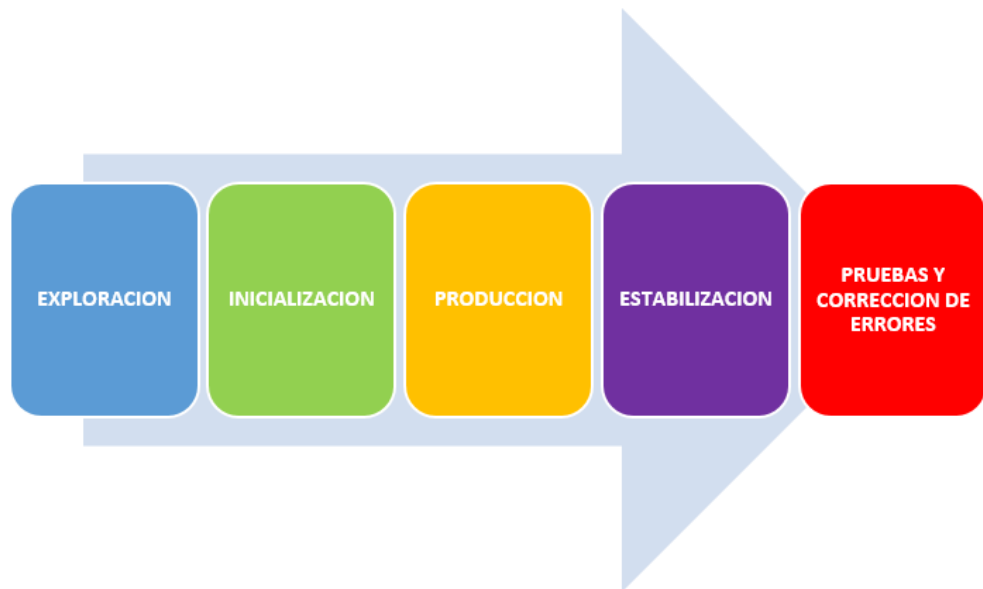 EXPLORACION
INICIALIZACION
PRODUCCION
ESTABILIZACION
PRUEBAS Y
CORRECCION DE
ERRORES